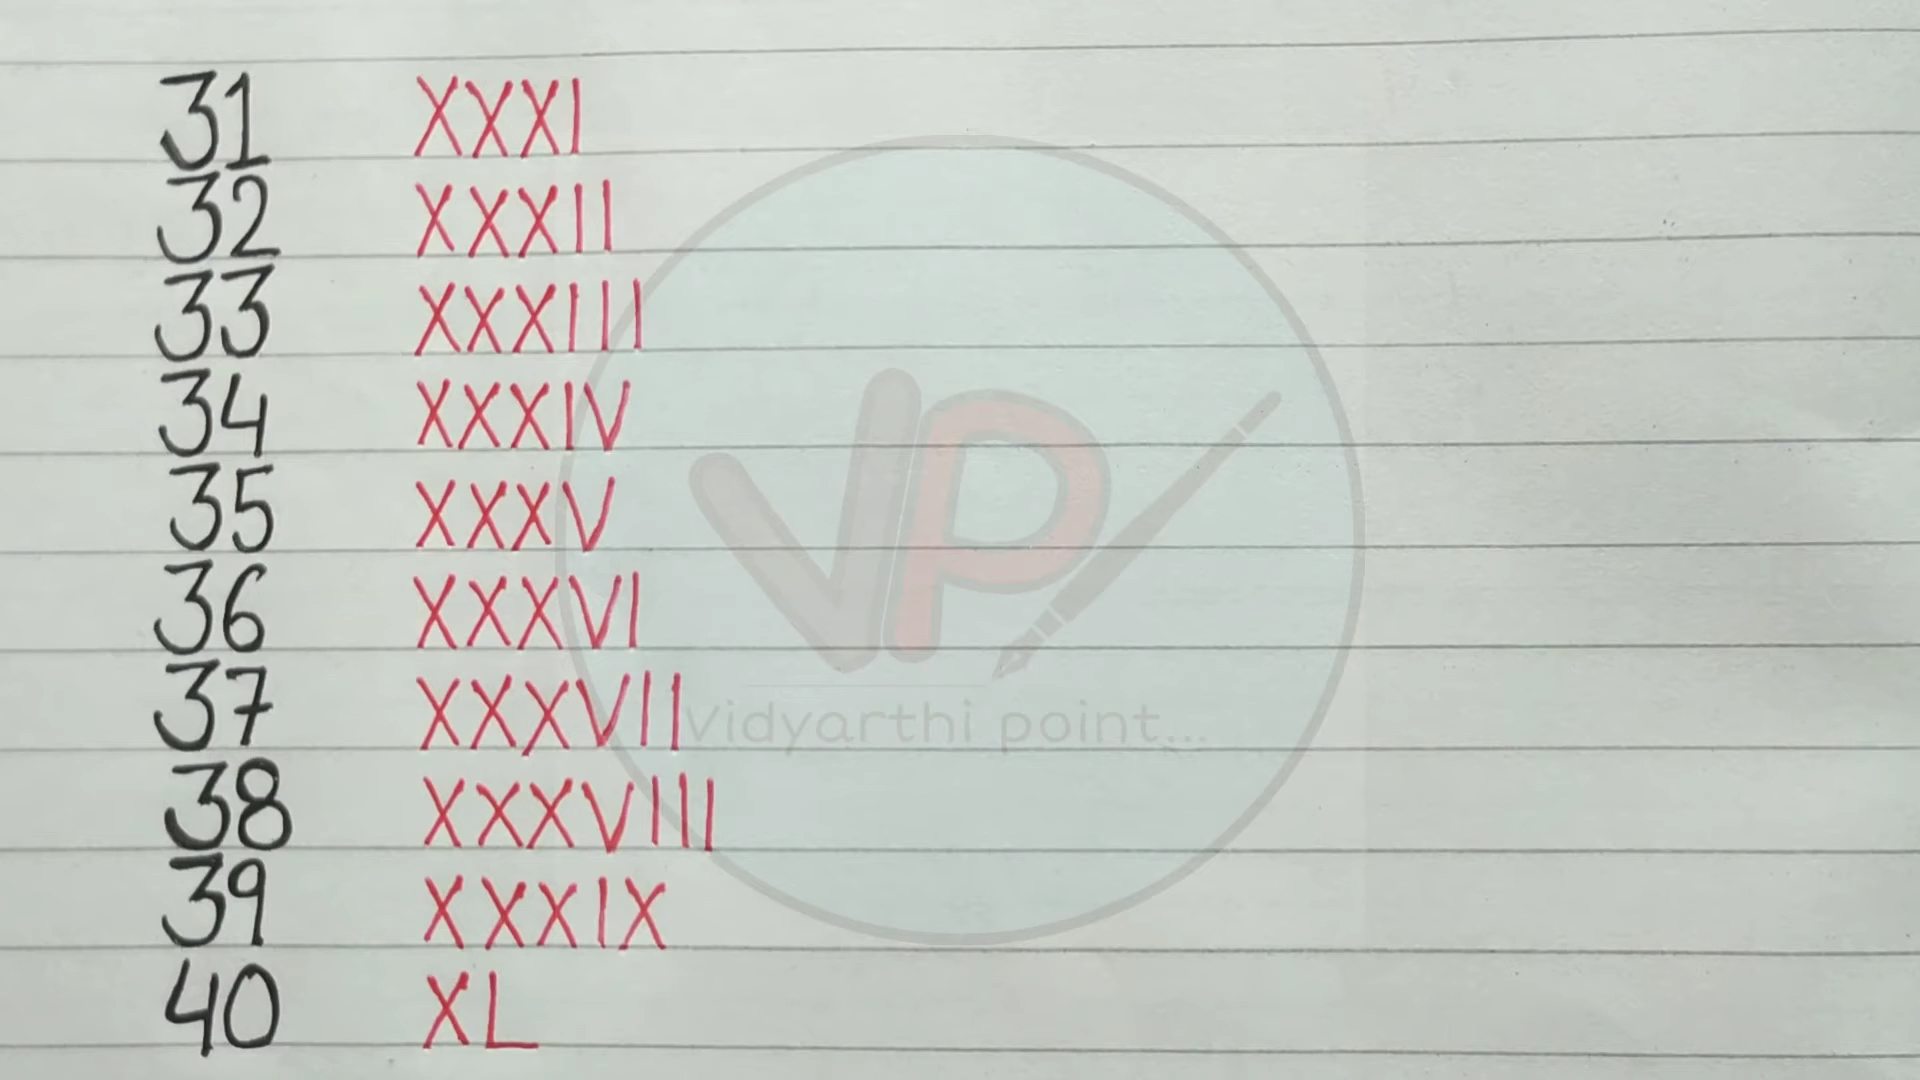 31 XXXI
32 XXXII
33 XXXIII
34 XXXIV
35 XXXV
36 XXXVI
37 XXXVII
38 XXXVIII
39 XXXIX
40 XL
VP
Vidyarthi point...